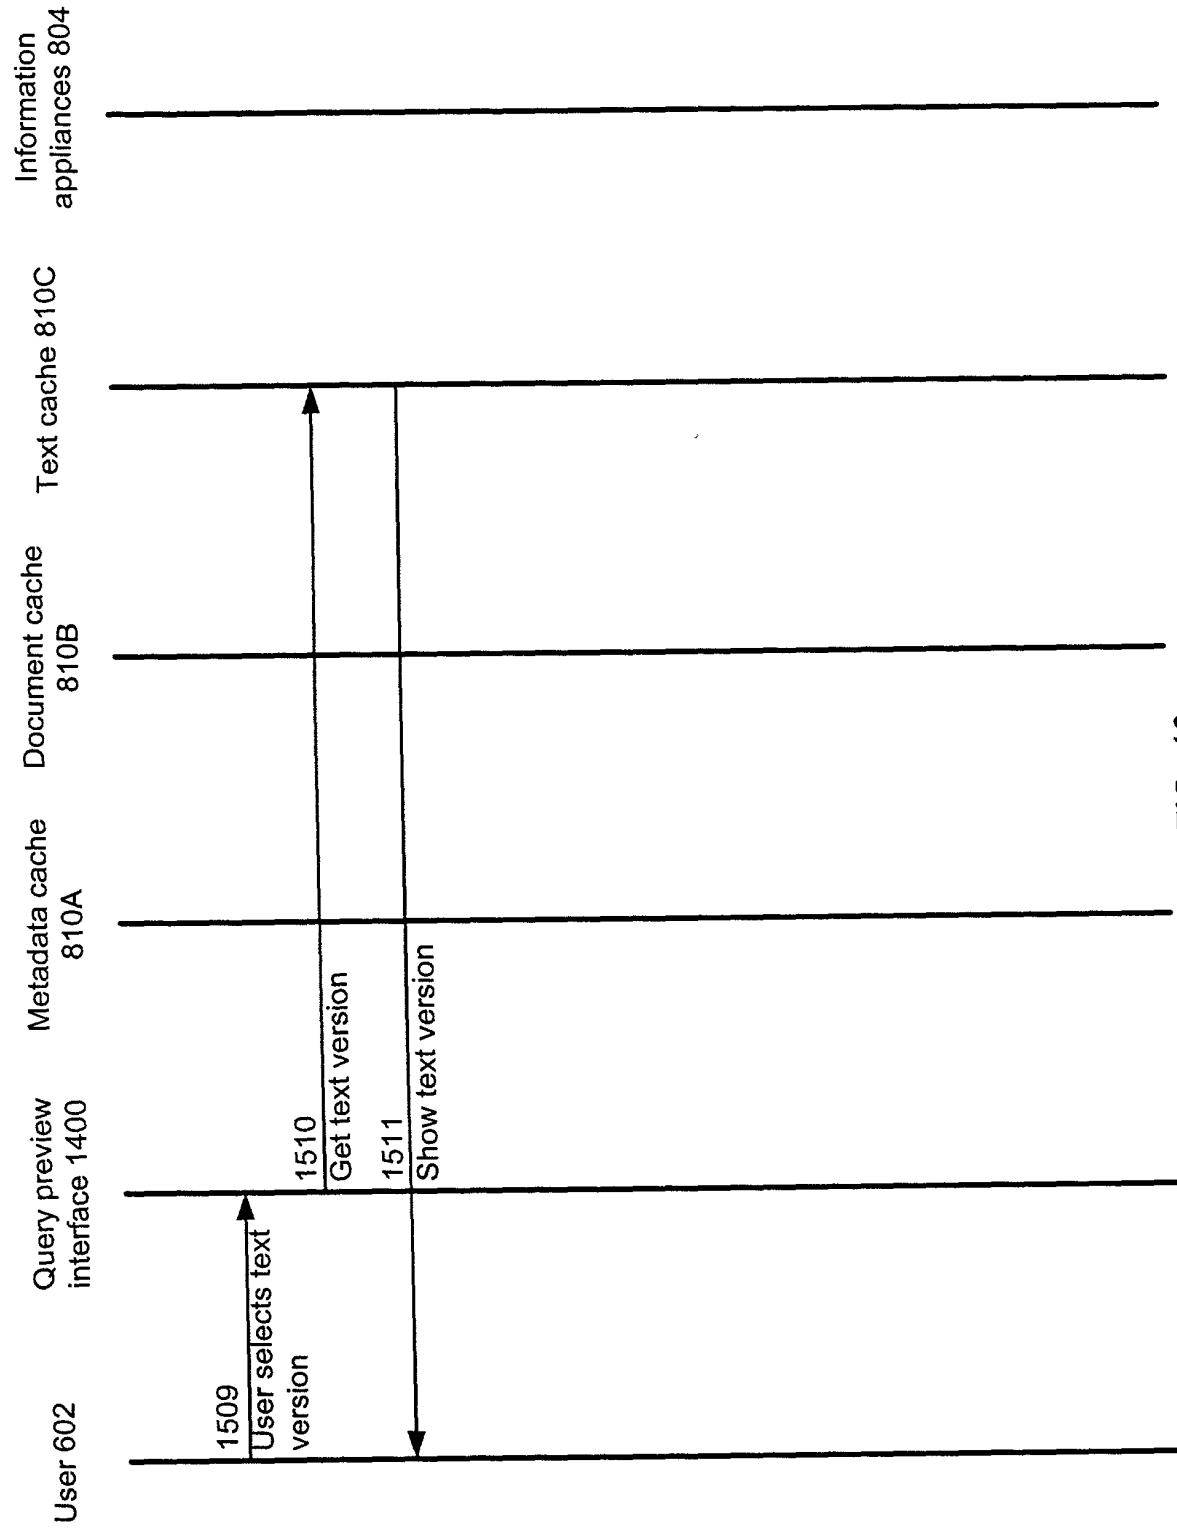 User 602
Query preview
interface 1400
Metadata cache
810A
Document cache
810B
Text cache 810C
Information
appliances 804
1509
User selects text
version
1510
Get text version
1511
Show text version